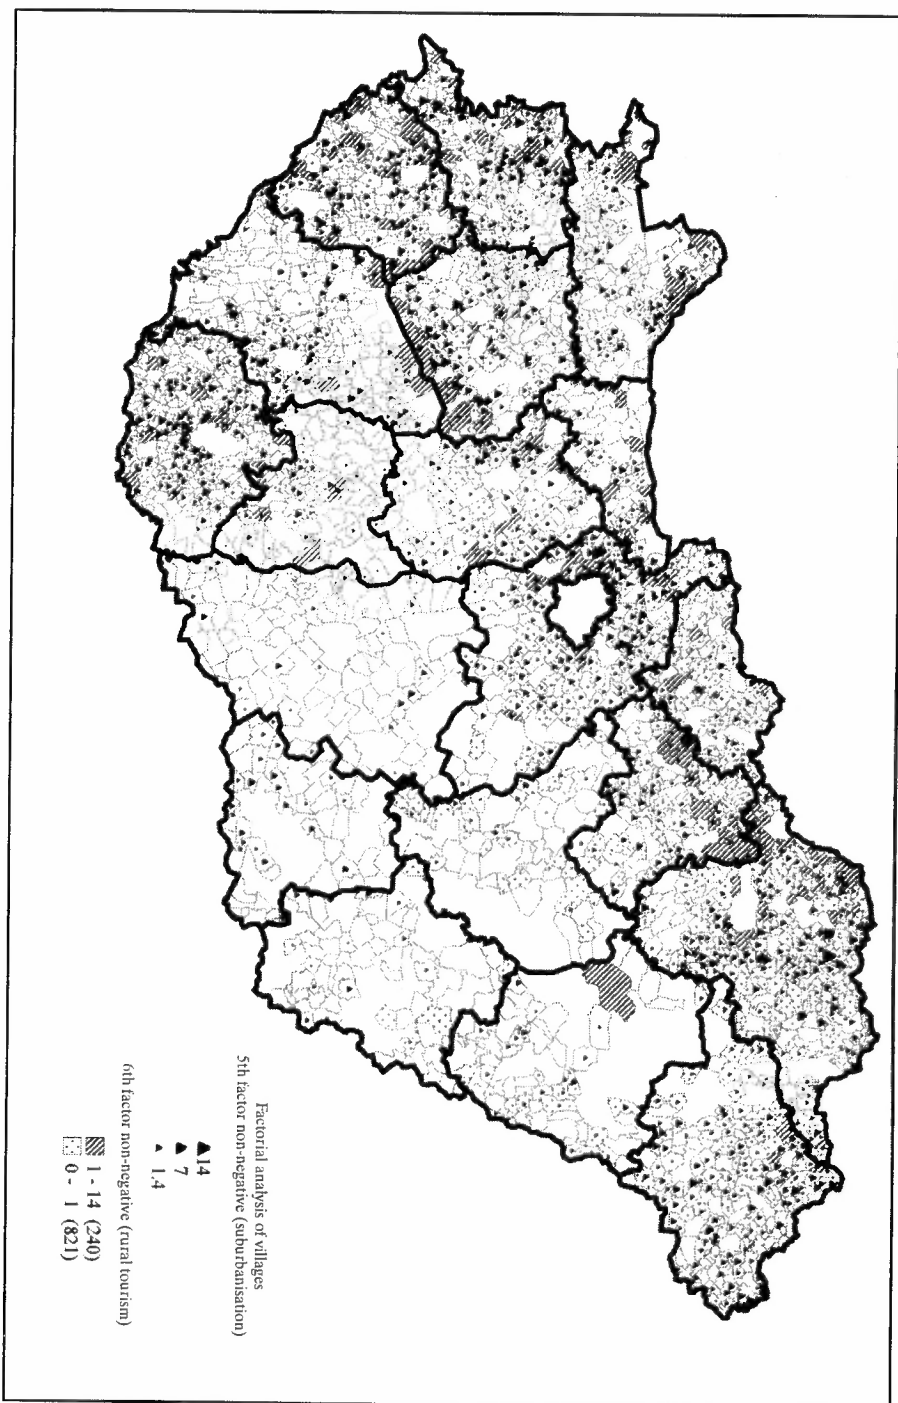 Factorial analysis of villages
5th factor non-negative (suburbanisation)
14
7
1.4
6th factor non-negative (rural tourism)
1 - 14 (240)
0 - 1 (821)